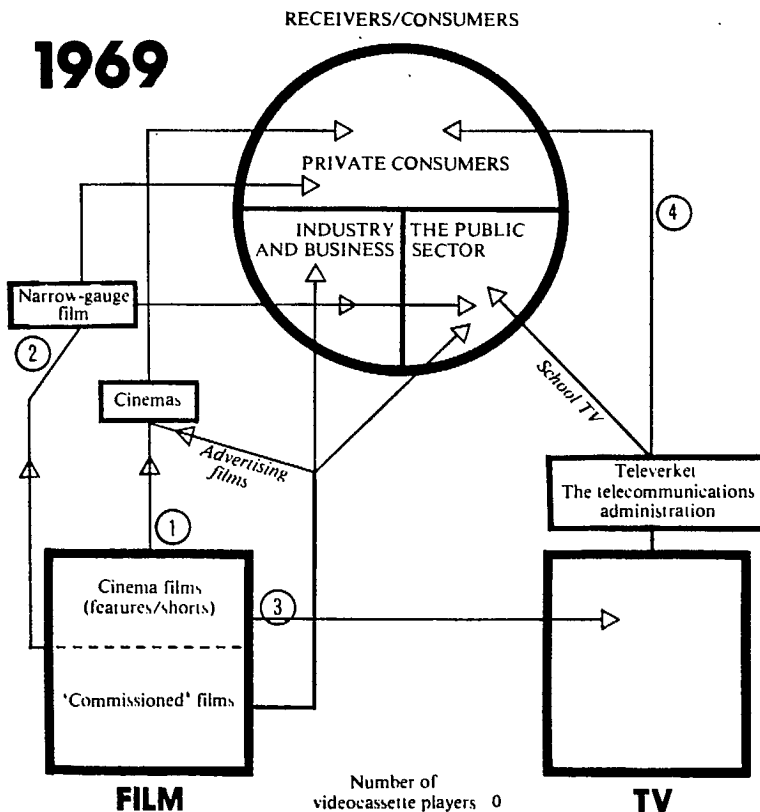 RECEIVERS/CONSUMERS
1969
PRIVATE CONSUMERS
4
INDUSTRY
AND BUSINESS
THE PUBLIC
SECTOR
Narrow-gauge
film
2
Cinemas
School TV
Advertising
films
Televerket
The telecommunications
administration
1
Cinema films
(features/shorts)
3
'Commissioned' films
Number of
videocassette players 0
FILM
TV